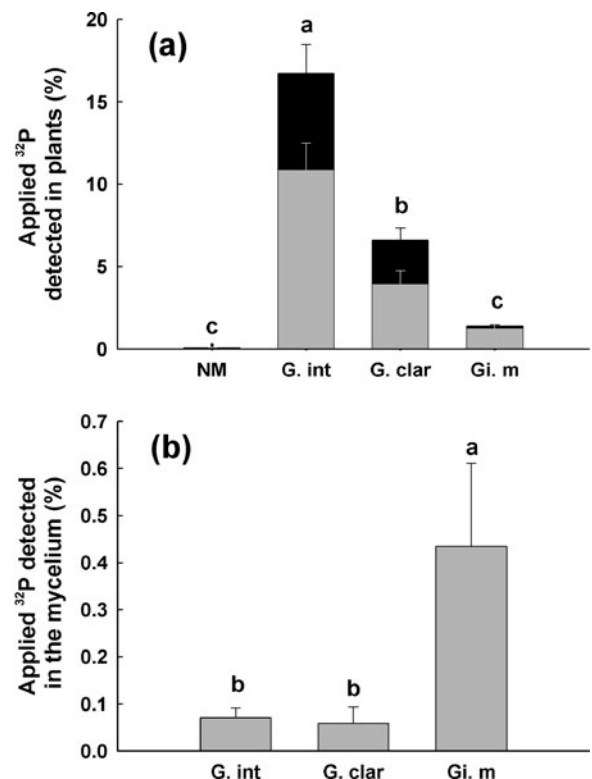 (a)
Applied ³²P
detected in plants (%)
20
15
10
5
0
a
b
c
c
NM G. int G. clar Gi. m
(b)
Applied ³²P detected
in the mycelium (%)
0.7
0.6
0.5
0.4
0.3
0.2
0.1
0.0
a
b b
G. int G. clar Gi. m